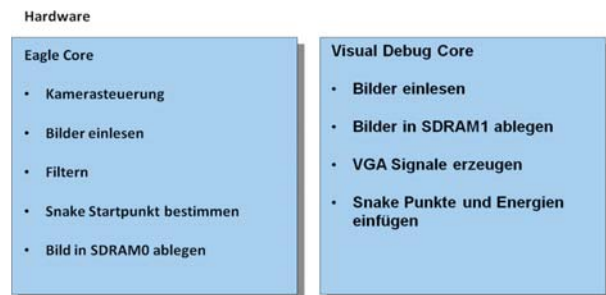 Hardware
Eagle Core
• Kamerasteuerung
• Bilder einlesen
• Filtern
• Snake Startpunkt bestimmen
• Bild in SDRAM0 ablegen
Visual Debug Core
• Bilder einlesen
• Bilder in SDRAM1 ablegen
• VGA Signale erzeugen
• Snake Punkte und Energien
einfügen